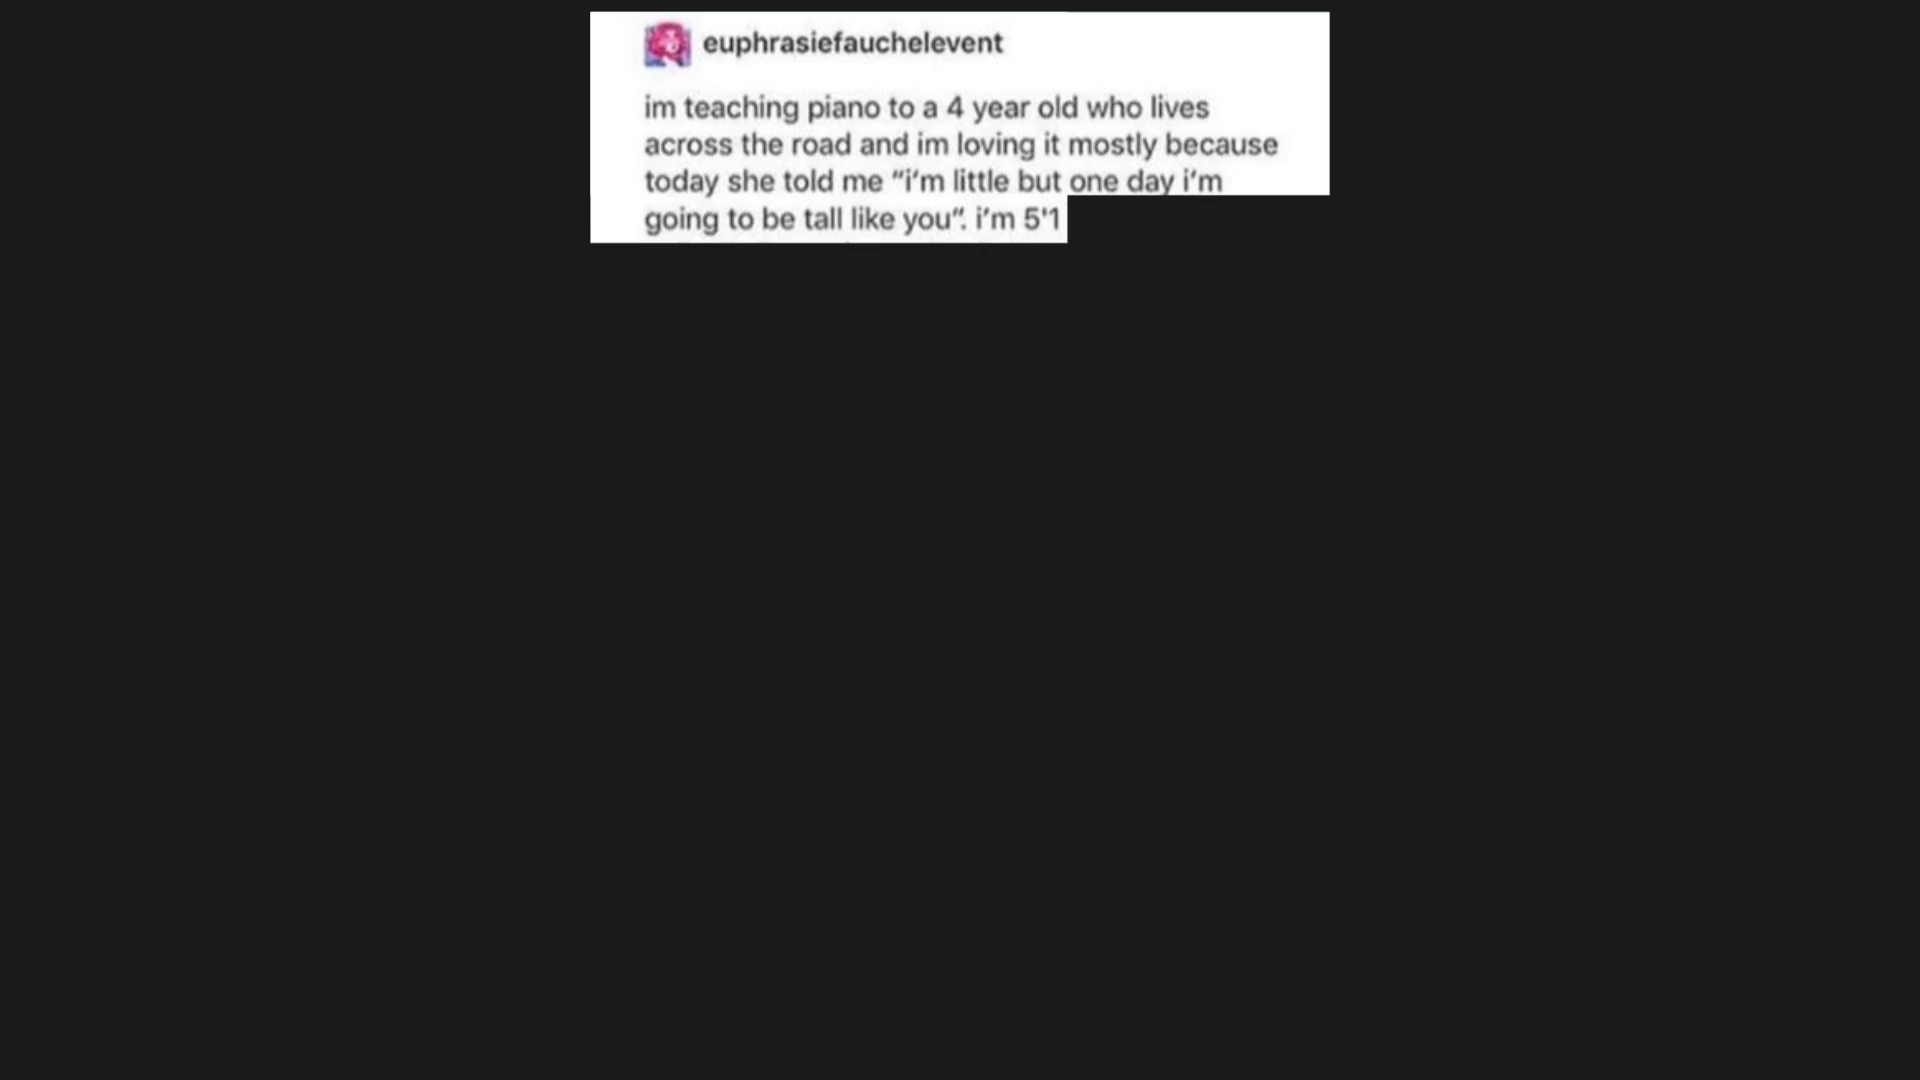 euphrasiefauchelevent
im teaching piano to a 4 year old who lives
across the road and im loving it mostly because
today she told me “i’m little but one day i’m
going to be tall like you”. i’m 5'1